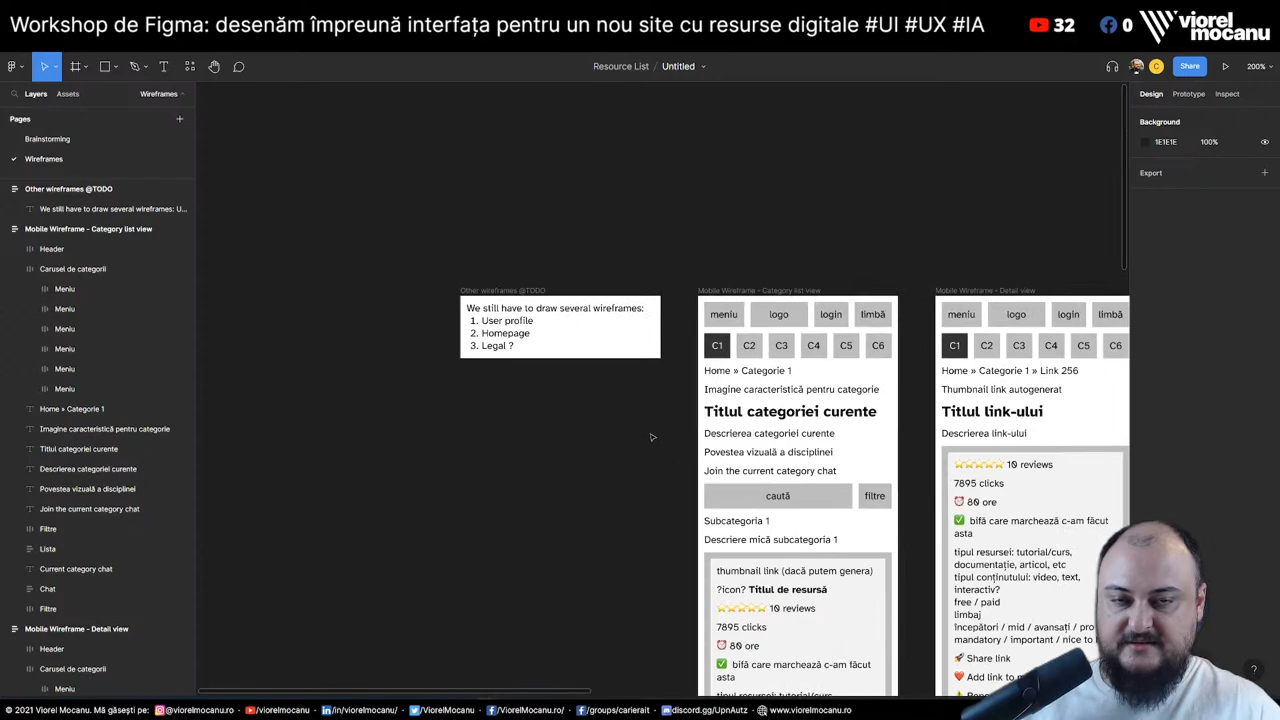 Workshop de Figma: desenăm împreună interfața pentru un nou site cu resurse digitale #UI #UX #IA
32
0
viorel mocanu
Resource List / Untitled
Share
200%
Layers
Assets
Wireframes
Design
Prototype
Inspect
Pages
Brainstorming
Wireframes
Other wireframes @TODO
We still have to draw several wireframes: U...
Mobile Wireframe - Category list view
Header
Carusel de categorii
Meniu
Meniu
Meniu
Meniu
Meniu
Meniu
Home » Categorie 1
Imagine caracteristică pentru categorie
Titlul categoriei curente
Descrierea categoriei curente
Povestea vizuală a disciplinei
Join the current category chat
Filtre
Lista
Current category chat
Chat
Filtre
Mobile Wireframe - Detail view
Header
Carusel de categorii
Meniu
Other wireframes @TODO
We still have to draw several wireframes:
1. User profile
2. Homepage
3. Legal ?
Mobile Wireframe - Category list view
meniu
logo
login
limbă
C1
C2
C3
C4
C5
C6
Home » Categorie 1
Imagine caracteristică pentru categorie
Titlul categoriei curente
Descrierea categoriei curente
Povestea vizuală a disciplinei
Join the current category chat
caută
filtre
Subcategoria 1
Descriere mică subcategoria 1
thumbnail link (dacă putem genera)
?icon? Titlul de resursă
⭐⭐⭐⭐⭐ 10 reviews
7895 clicks
⏰ 80 ore
✅ bifă care marchează c-am făcut
asta
tipul resursei: tutorial/curs,
Mobile Wireframe - Detail view
meniu
logo
login
limbă
C1
C2
C3
C4
C5
C6
Home » Categorie 1 » Link 256
Thumbnail link autogenerat
Titlul link-ului
Descrierea link-ului
⭐⭐⭐⭐⭐ 10 reviews
7895 clicks
⏰ 80 ore
✅ bifă care marchează c-am făcut
asta
tipul resursei: tutorial/curs,
documentație, articol, etc
tipul conținutului: video, text,
interactiv?
free / paid
limbaj
începători / mid / avansați / pro
mandatory / important / nice to
🚀 Share link
❤️ Add link to
Background
1E1E1E
100%
Export
© 2021 Viorel Mocanu. Mă găsești pe:
@viorelmocanu.ro
/viorelmocanu.ro
/in/viorelmocanu/
/ViorelMocanu
/ViorelMocanu.ro/
/groups/carierait
discord.gg/UpnAutz
www.viorelmocanu.ro